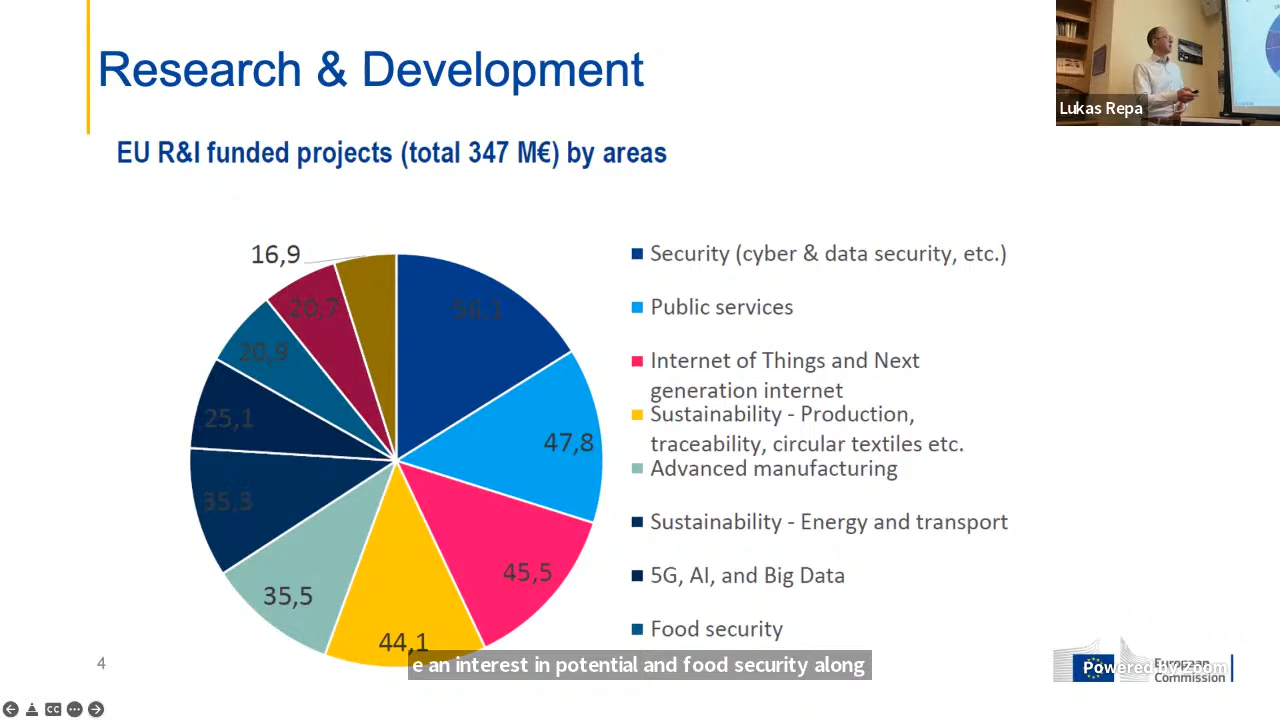 Research & Development
Lukas Repa
EU R&I funded projects (total 347 M€) by areas
16,9
20,7
56,1
20,9
25,1
47,8
35,3
45,5
35,5
44,1
Security (cyber & data security, etc.)
Public services
Internet of Things and Next
generation internet
Sustainability - Production,
traceability, circular textiles etc.
Advanced manufacturing
Sustainability - Energy and transport
5G, AI, and Big Data
Food security
e an interest in potential and food security along
4
European
Commission
Powered by Zoom
CC